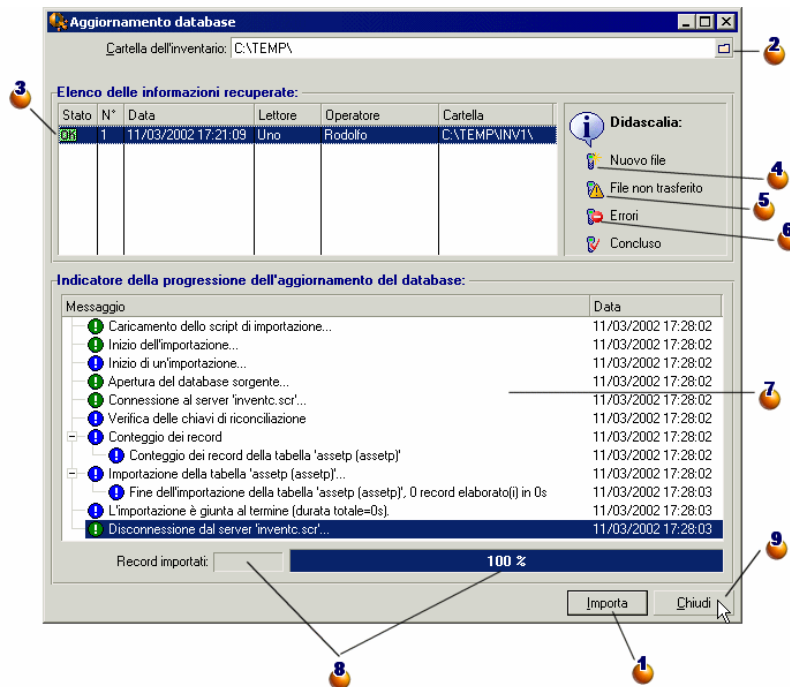 Aggiornamento database
Cartella dell'inventario: C:\TEMP\
2
3
Elenco delle informazioni recuperate:
Stato N° Data Lettore Operatore Cartella
OK 1 11/03/2002 17:21:09 Uno Rodolfo C:\TEMP\INV1\
Didascalia:
Nuovo file
4
File non trasferito
5
Errori
6
Concluso
Indicatore della progressione dell'aggiornamento del database:
Messaggio Data
Caricamento dello script di importazione... 11/03/2002 17:28:02
Inizio dell'importazione... 11/03/2002 17:28:02
Inizio di un'importazione... 11/03/2002 17:28:02
Apertura del database sorgente... 11/03/2002 17:28:02
Connessione al server 'inventc.scr'... 11/03/2002 17:28:02
7
Verifica delle chiavi di riconciliazione 11/03/2002 17:28:02
Conteggio dei record 11/03/2002 17:28:02
Conteggio dei record della tabella 'assetp (assetp)' 11/03/2002 17:28:02
Importazione della tabella 'assetp (assetp)'... 11/03/2002 17:28:02
Fine dell'importazione della tabella 'assetp (assetp)', 0 record elaborato(i) in 0s 11/03/2002 17:28:03
L'importazione è giunta al termine (durata totale=0s). 11/03/2002 17:28:03
Disconnessione dal server 'inventc.scr'... 11/03/2002 17:28:03
Record importati: 100 %
9
Importa Chiudi
8
1